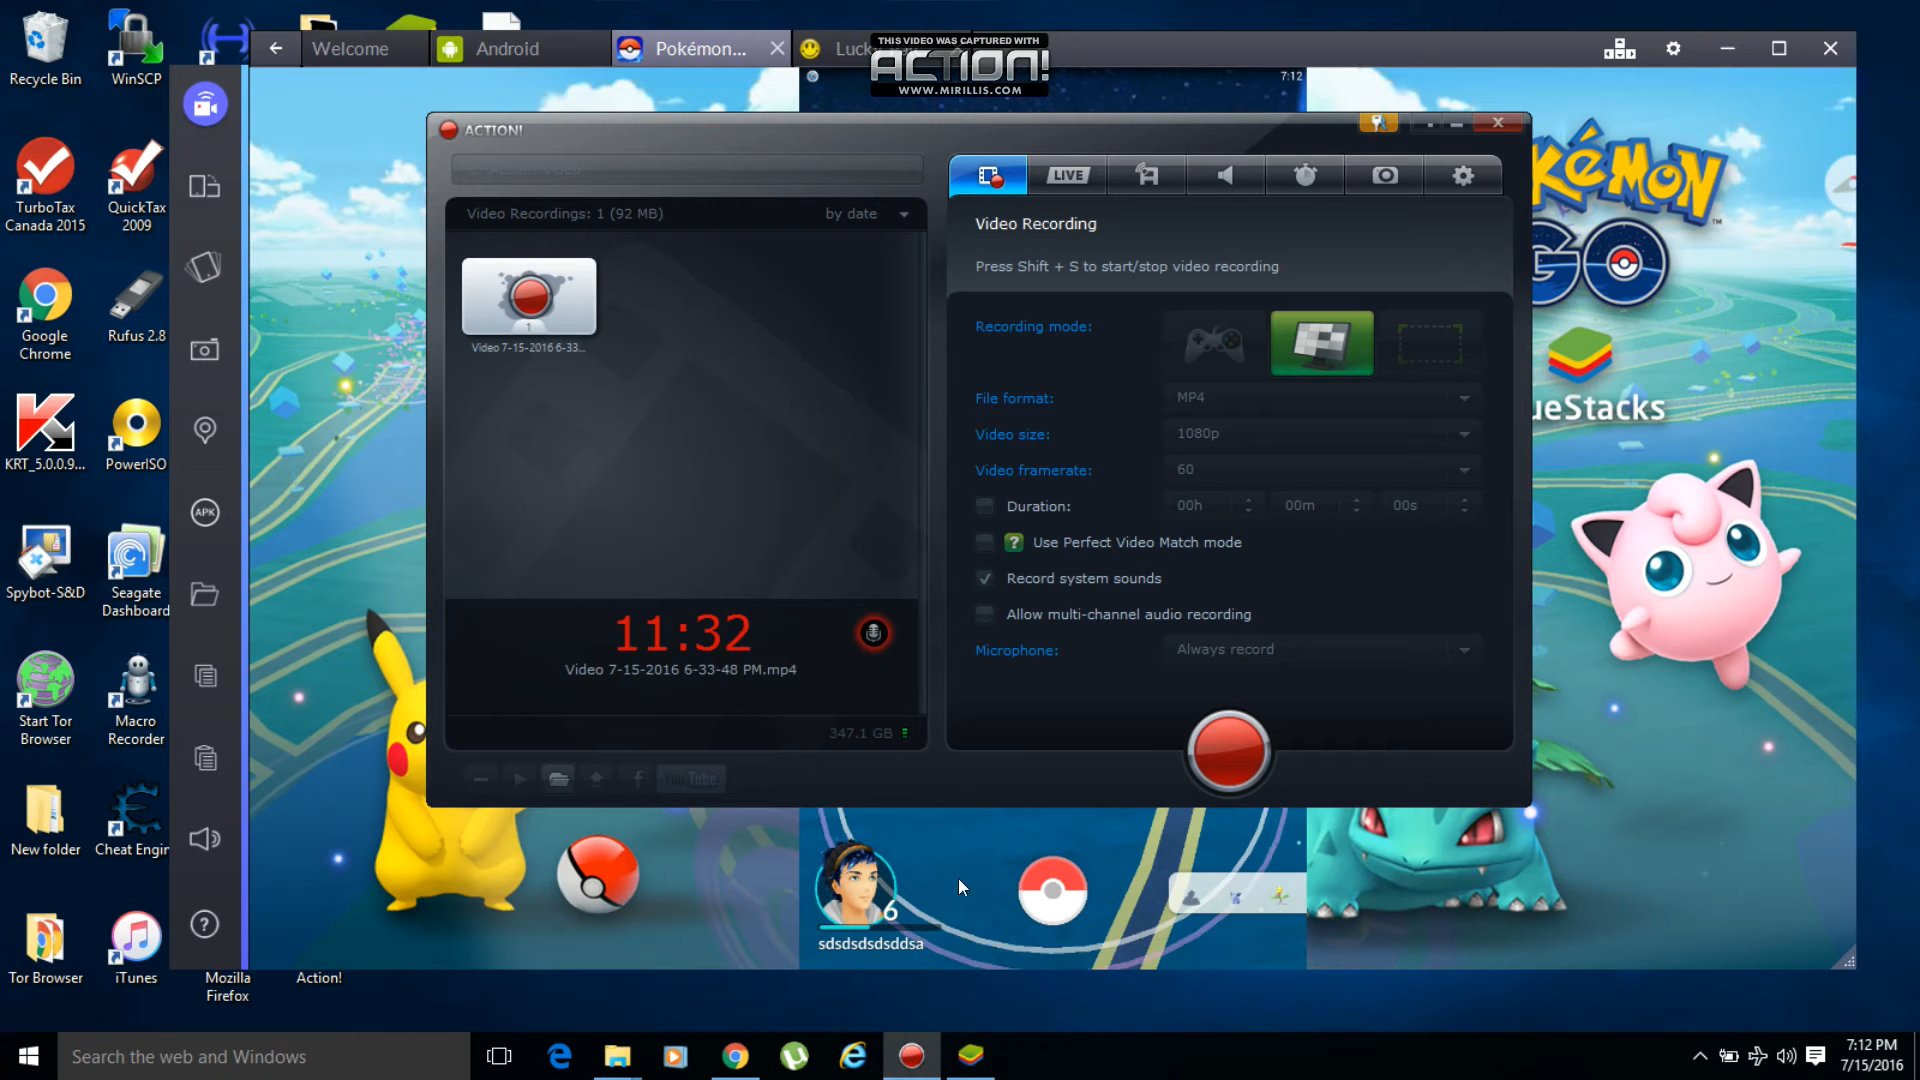 Recycle Bin
WinSCP
TurboTax
Canada 2015
QuickTax
2009
Google
Chrome
Rufus 2.8
KRT_5.0.0.9...
PowerISO
Spybot-S&D
Seagate
Dashboard
Start Tor
Browser
Macro
Recorder
New folder
Cheat Engin
Tor Browser
iTunes
Mozilla
Firefox
Action!
Welcome
Android
Pokémon...
THIS VIDEO WAS CAPTURED WITH
ACTION!
WWW.MIRILLIS.COM
7:12
APK
ACTION!
Video Recordings: 1 (92 MB)
by date
1
Video 7-15-2016 6-33...
11:32
Video 7-15-2016 6-33-48 PM.mp4
347.1 GB
YouTube
LIVE
Video Recording
Press Shift + S to start/stop video recording
Recording mode:
File format:
MP4
Video size:
1080p
Video framerate:
60
Duration:
00h
00m
00s
Use Perfect Video Match mode
Record system sounds
Allow multi-channel audio recording
Microphone:
Always record
okémon
GO
ueStacks
6
sdsdsdsdsddsa
Search the web and Windows
7:12 PM
7/15/2016